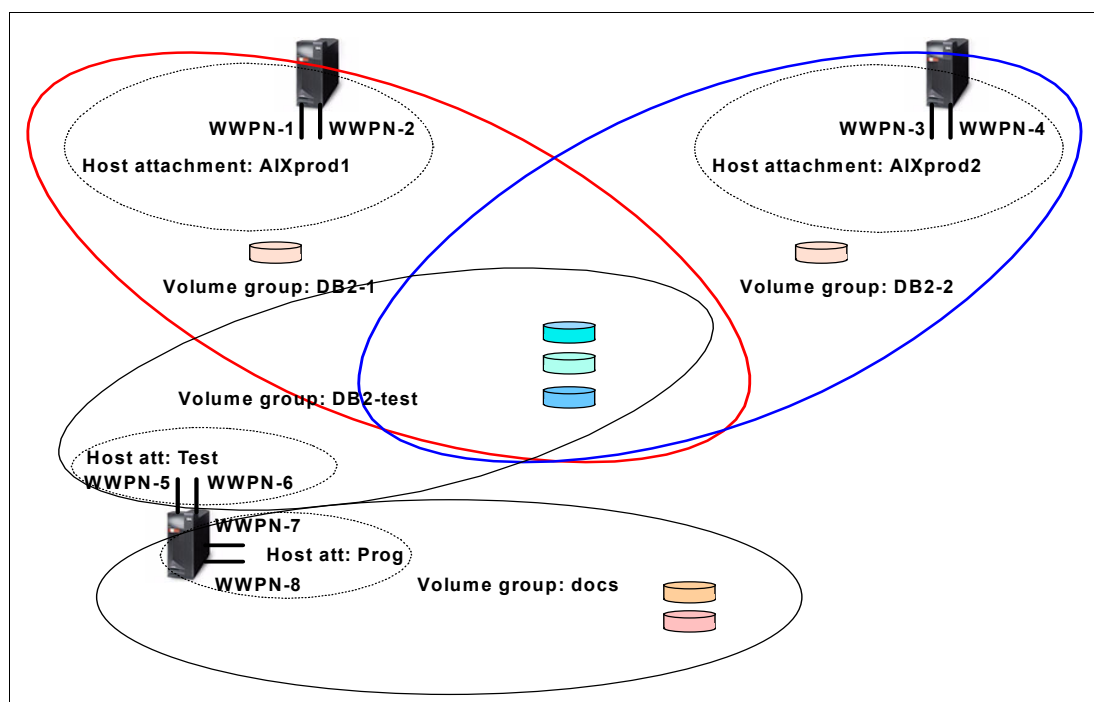 WWPN-1 WWPN-2
WWPN-3 WWPN-4
Host attachment: AIXprod1
Host attachment: AIXprod2
Volume group: DB2-1
Volume group: DB2-2
Volume group: DB2-test
Host att: Test
WWPN-5 WWPN-6
WWPN-7
Host att: Prog
WWPN-8
Volume group: docs